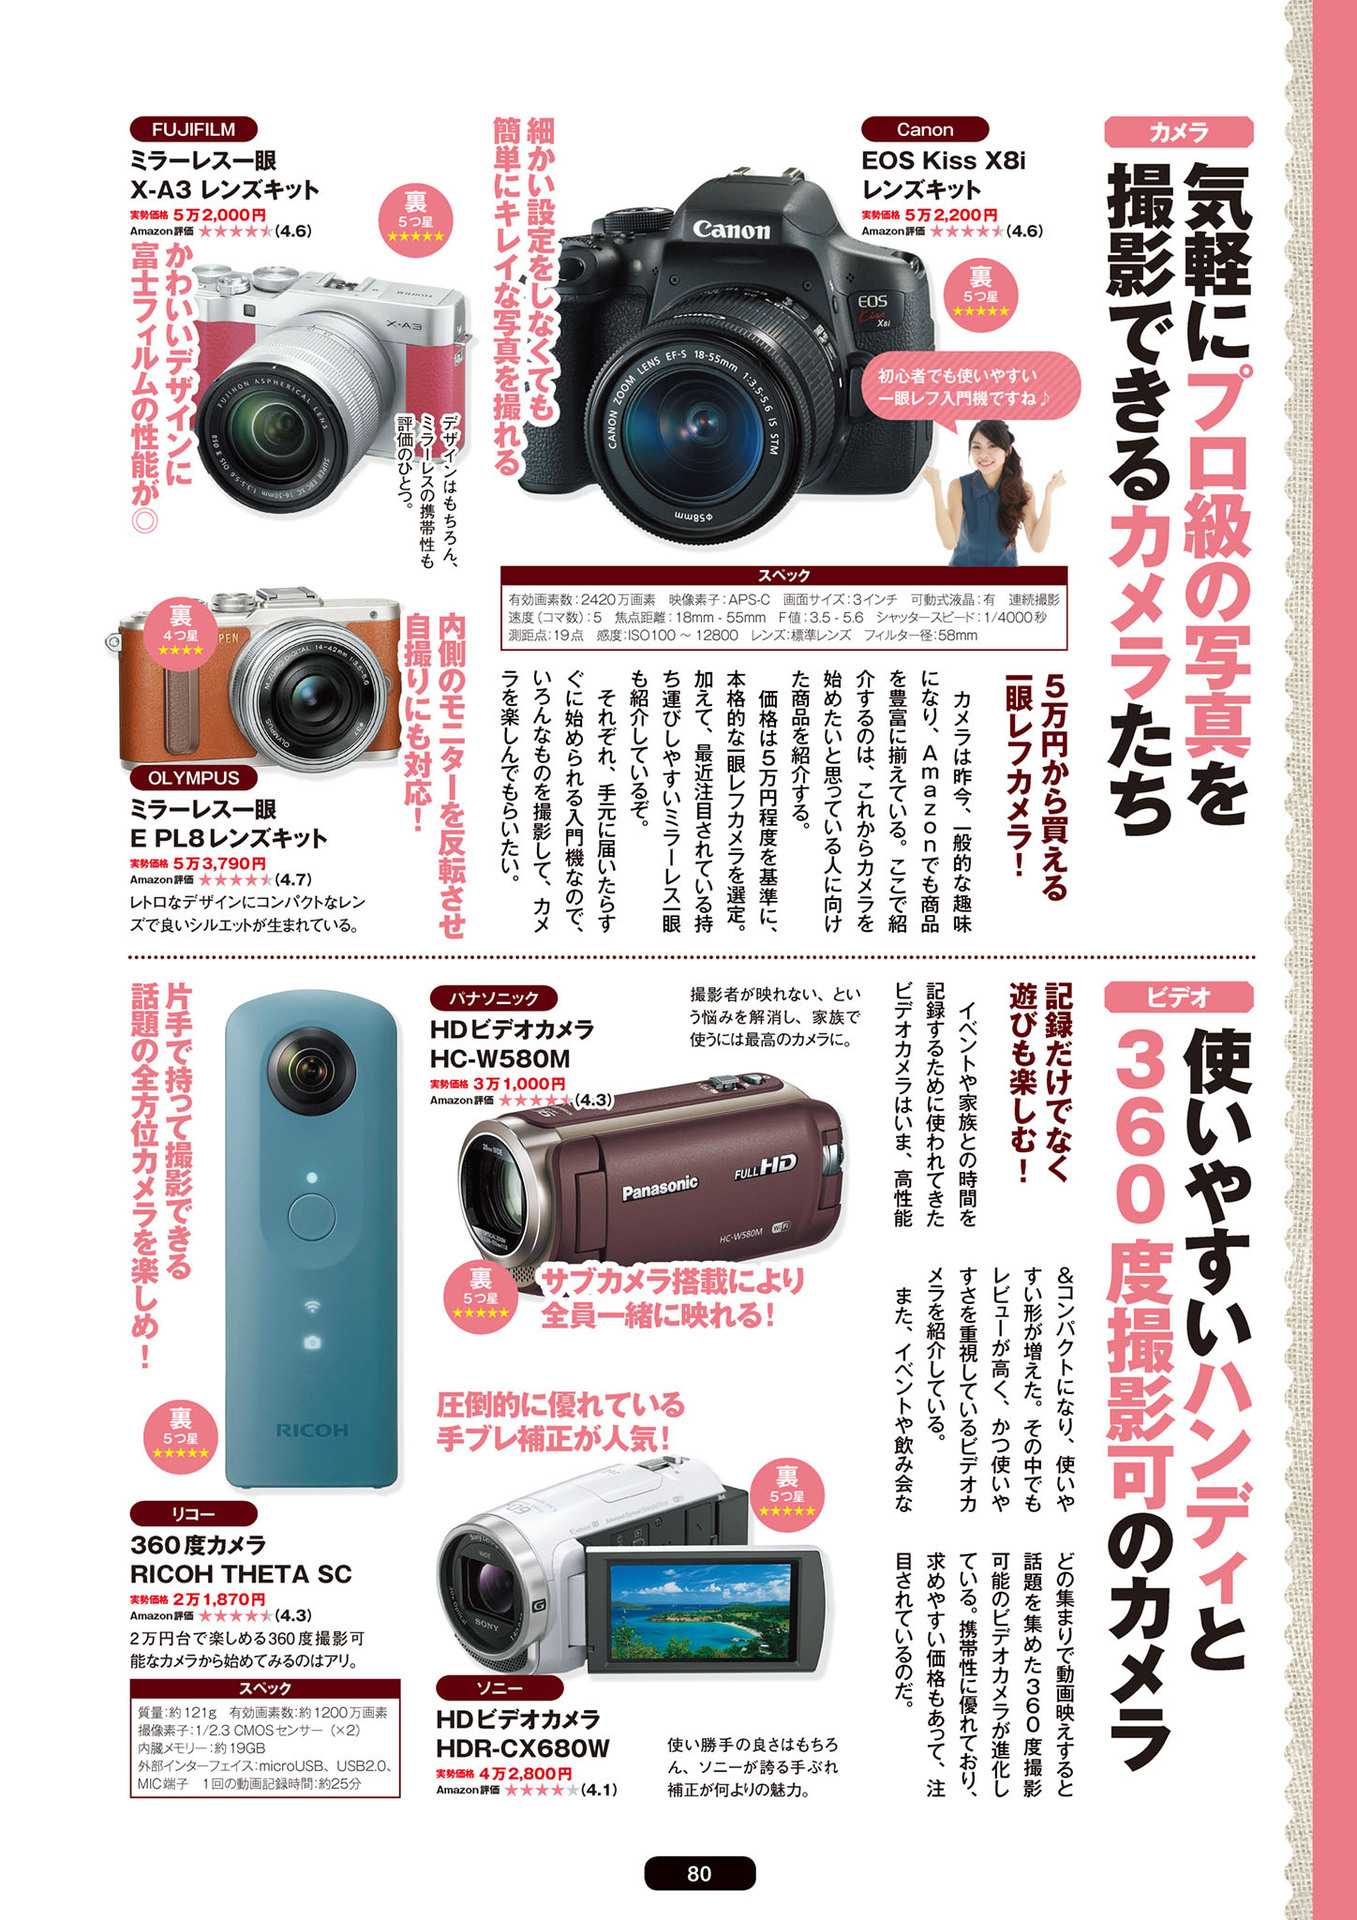 カメラ
気軽にプロ級の写真を
撮影できるカメラたち
Canon
EOS Kiss X8i
レンズキット
実勢価格 5万2,200円
Amazon評価 ★★★★★(4.6)
裏
5つ星
★★★★★
初心者でも使いやすい
一眼レフ入門機ですね♪
細かい設定をしなくても
簡単にキレイな写真を撮れる
Canon
EOS
Kiss
X8i
CANON ZOOM LENS EF-S 18-55mm 1:3.5-5.6 IS STM
φ58mm
スペック
有効画素数：2420万画素　映像素子：APS-C　画面サイズ：3インチ　可動式液晶：有　連続撮影
速度（コマ数）：5　焦点距離：18mm - 55mm　F値：3.5 - 5.6　シャッタースピード：1/4000秒
測距点：19点　感度：ISO100 ～ 12800　レンズ：標準レンズ　フィルター径：58mm
FUJIFILM
ミラーレス一眼
X-A3 レンズキット
実勢価格 5万2,000円
Amazon評価 ★★★★★(4.6)
裏
5つ星
★★★★★
かわいいデザインに
富士フィルムの性能が◎
X-A3
FUJINON ASPHERICAL LENS
SUPER EBC XC 16-50mm 1:3.5-5.6 OIS II Ø58
デザインはもちろん、
ミラーレスの携帯性も
評価のひとつ。
裏
4つ星
★★★★
PEN
M.ZUIKO DIGITAL 14-42mm 1:3.5-5.6
OLYMPUS
内側のモニターを反転させ
自撮りにも対応！
OLYMPUS
ミラーレス一眼
E PL8レンズキット
実勢価格 5万3,790円
Amazon評価 ★★★★★(4.7)
レトロなデザインにコンパクトなレン
ズで良いシルエットが生まれている。
5万円から買える
一眼レフカメラ！
カメラは昨今、一般的な趣味
になり、Amazonでも商品
を豊富に揃えている。ここで紹
介するのは、これからカメラを
始めたいと思っている人に向け
た商品を紹介する。
価格は5万円程度を基準に、
本格的な一眼レフカメラを選定。
加えて、最近注目されている持
ち運びしやすいミラーレス一眼
も紹介しているぞ。
それぞれ、手元に届いたらす
ぐに始められる入門機なので、
いろんなものを撮影して、カメ
ラを楽しんでもらいたい。
ビデオ
使いやすいハンディと
360度撮影可のカメラ
記録だけでなく
遊びも楽しむ！
イベントや家族との時間を
記録するために使われてきた
ビデオカメラはいま、高性能
&コンパクトになり、使いや
すい形が増えた。その中でも
レビューが高く、かつ使いや
すさを重視しているビデオカ
メラを紹介している。
また、イベントや飲み会な
どの集まりで動画映えすると
話題を集めた360度撮影
可能のビデオカメラが進化し
ている。携帯性に優れており、
求めやすい価格もあって、注
目されているのだ。
パナソニック
HDビデオカメラ
HC-W580M
実勢価格 3万1,000円
Amazon評価 ★★★★★(4.3)
撮影者が映れない、とい
う悩みを解消し、家族で
使うには最高のカメラに。
Panasonic
FULL HD
HC-W580M
WiFi
裏
5つ星
★★★★★
サブカメラ搭載により
全員一緒に映れる！
片手で持って撮影できる
話題の全方位カメラを楽しめ！
RICOH
裏
5つ星
★★★★★
リコー
360度カメラ
RICOH THETA SC
実勢価格 2万1,870円
Amazon評価 ★★★★★(4.3)
2万円台で楽しめる360度撮影可
能なカメラから始めてみるのはアリ。
スペック
質量：約121g　有効画素数：約1200万画素
撮像素子：1/2.3 CMOSセンサー（×2）
内臓メモリー：約19GB
外部インターフェイス：microUSB、USB2.0、
MIC端子　1回の動画記録時間：約25分
圧倒的に優れている
手ブレ補正が人気！
SONY
G
裏
5つ星
★★★★★
ソニー
HDビデオカメラ
HDR-CX680W
実勢価格 4万2,800円
Amazon評価 ★★★★★(4.1)
使い勝手の良さはもちろ
ん、ソニーが誇る手ぶれ
補正が何よりの魅力。
80